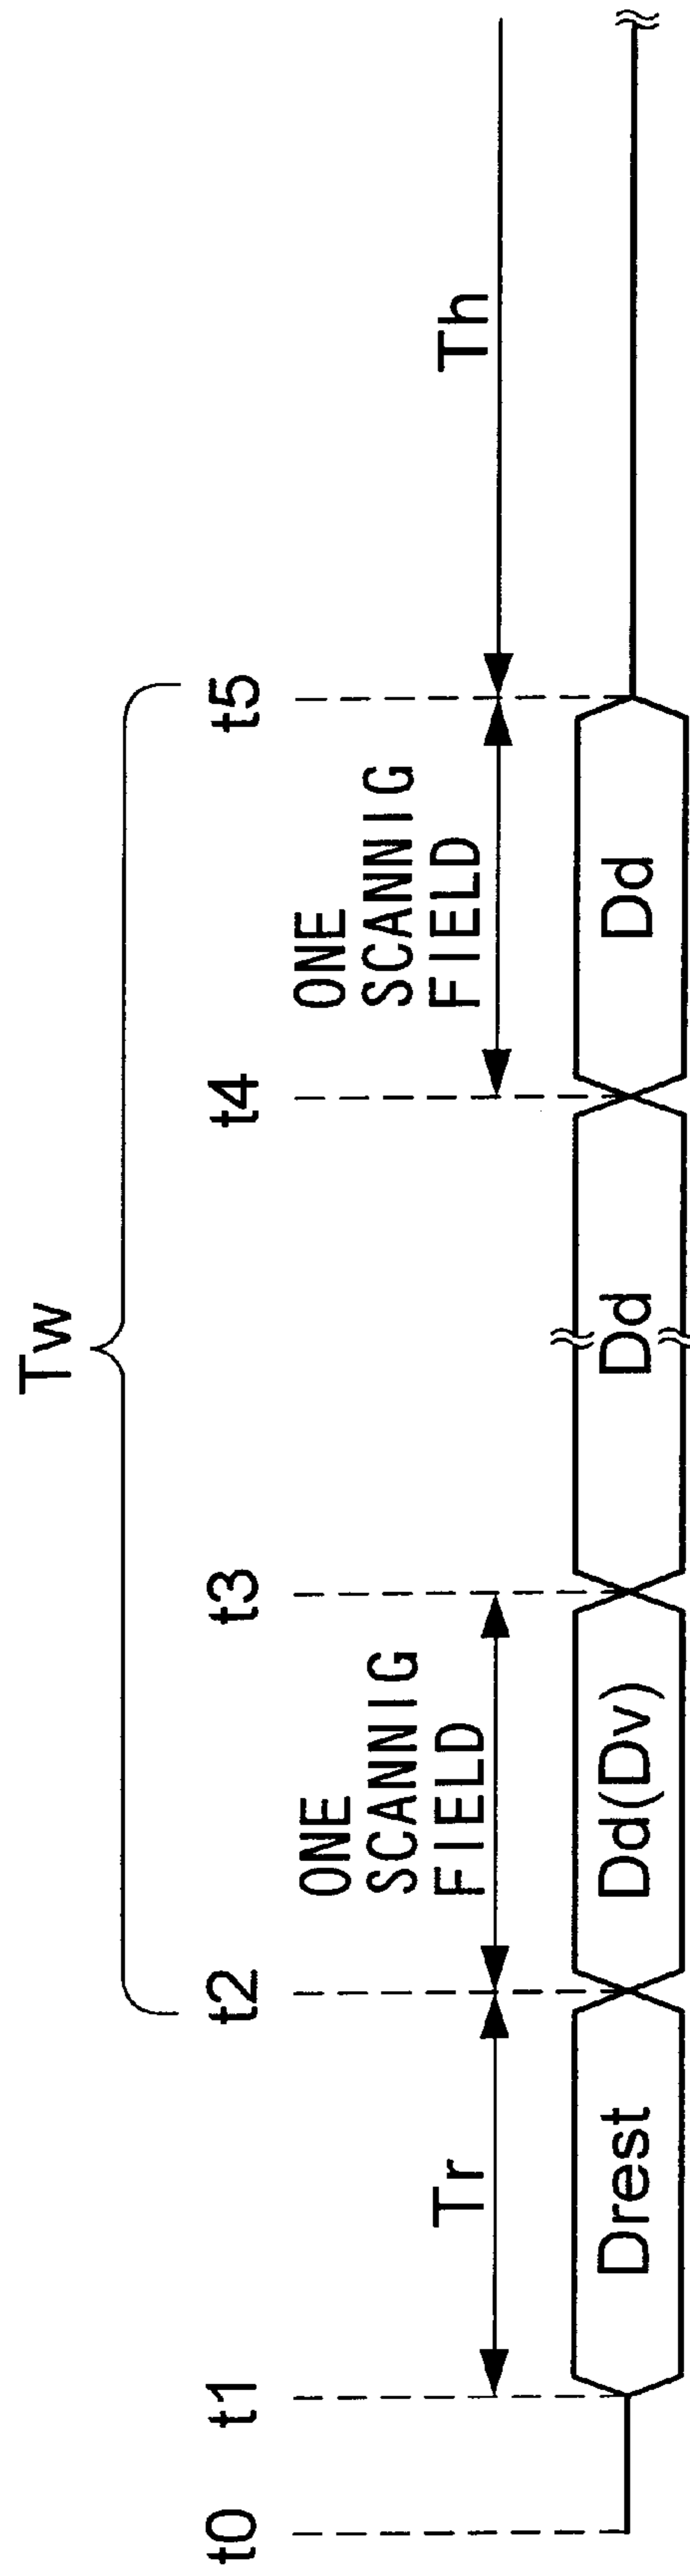 Tw
t0
t1
t2
t3
t4
t5
Tr
ONE
SCANNIG
FIELD
ONE
SCANNIG
FIELD
Th
Drest
Dd(Dv)
Dd
Dd